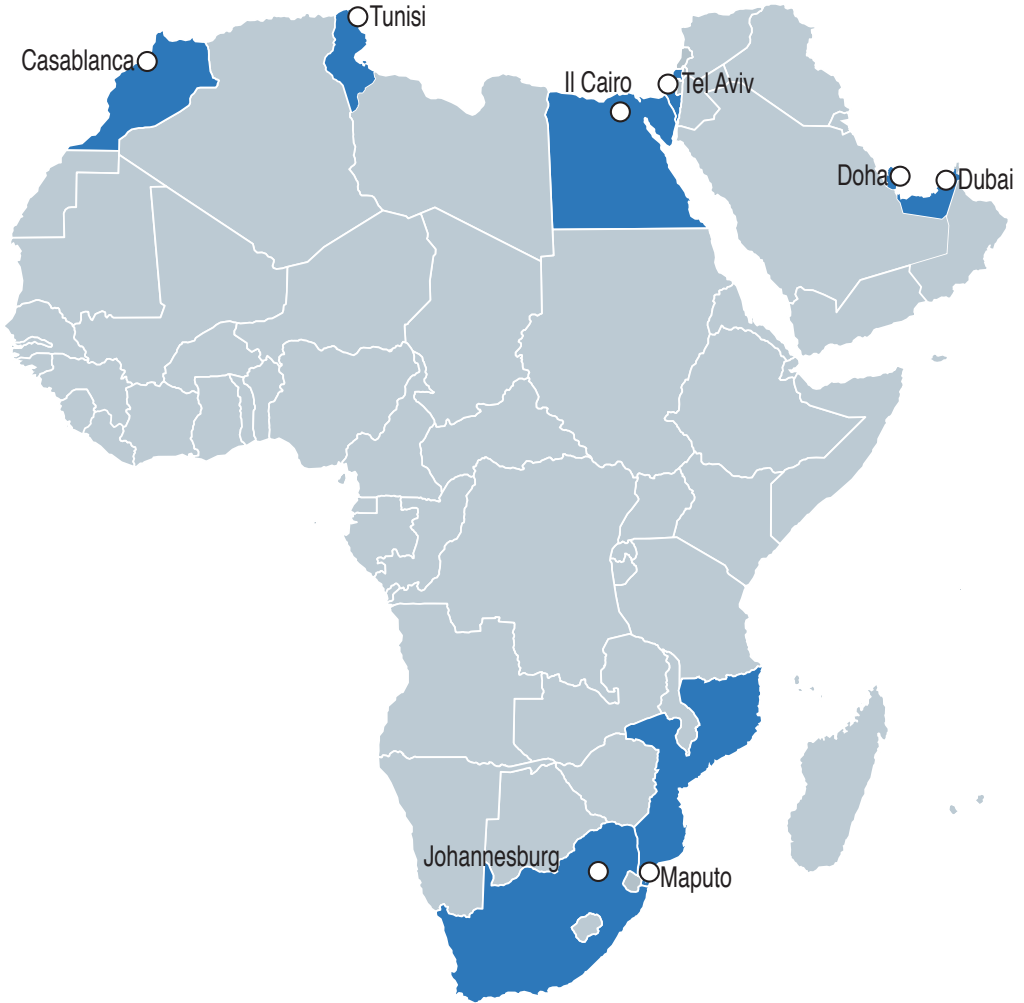 Tunisi
Casablanca
Il Cairo
Tel Aviv
Doha
Dubai
Johannesburg
Maputo